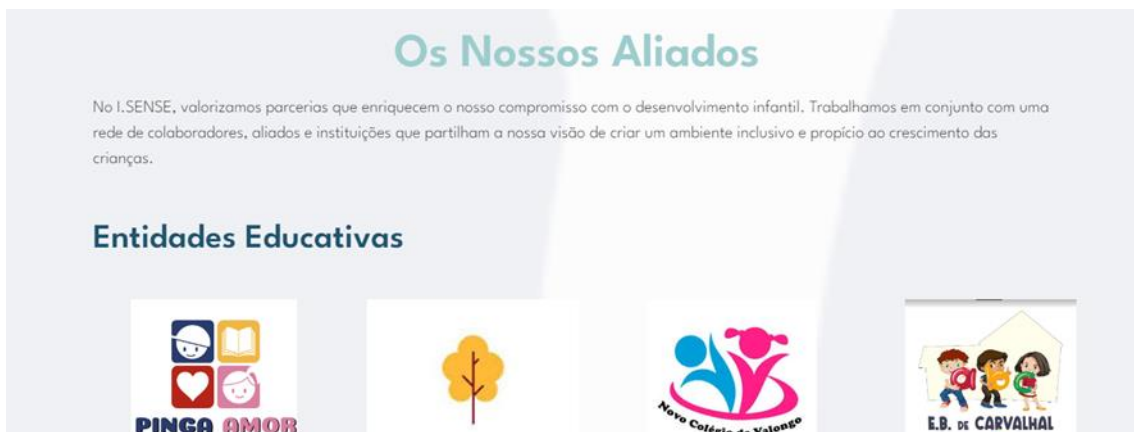 Os Nossos Aliados
No I.SENSE, valorizamos parcerias que enriquecem o nosso compromisso com o desenvolvimento infantil. Trabalhamos em conjunto com uma
rede de colaboradores, aliados e instituições que partilham a nossa visão de criar um ambiente inclusivo e propício ao crescimento das
crianças.
Entidades Educativas
PINGA AMOR
Novo Colégio de Valongo
abc
E.B. DE CARVALHAL